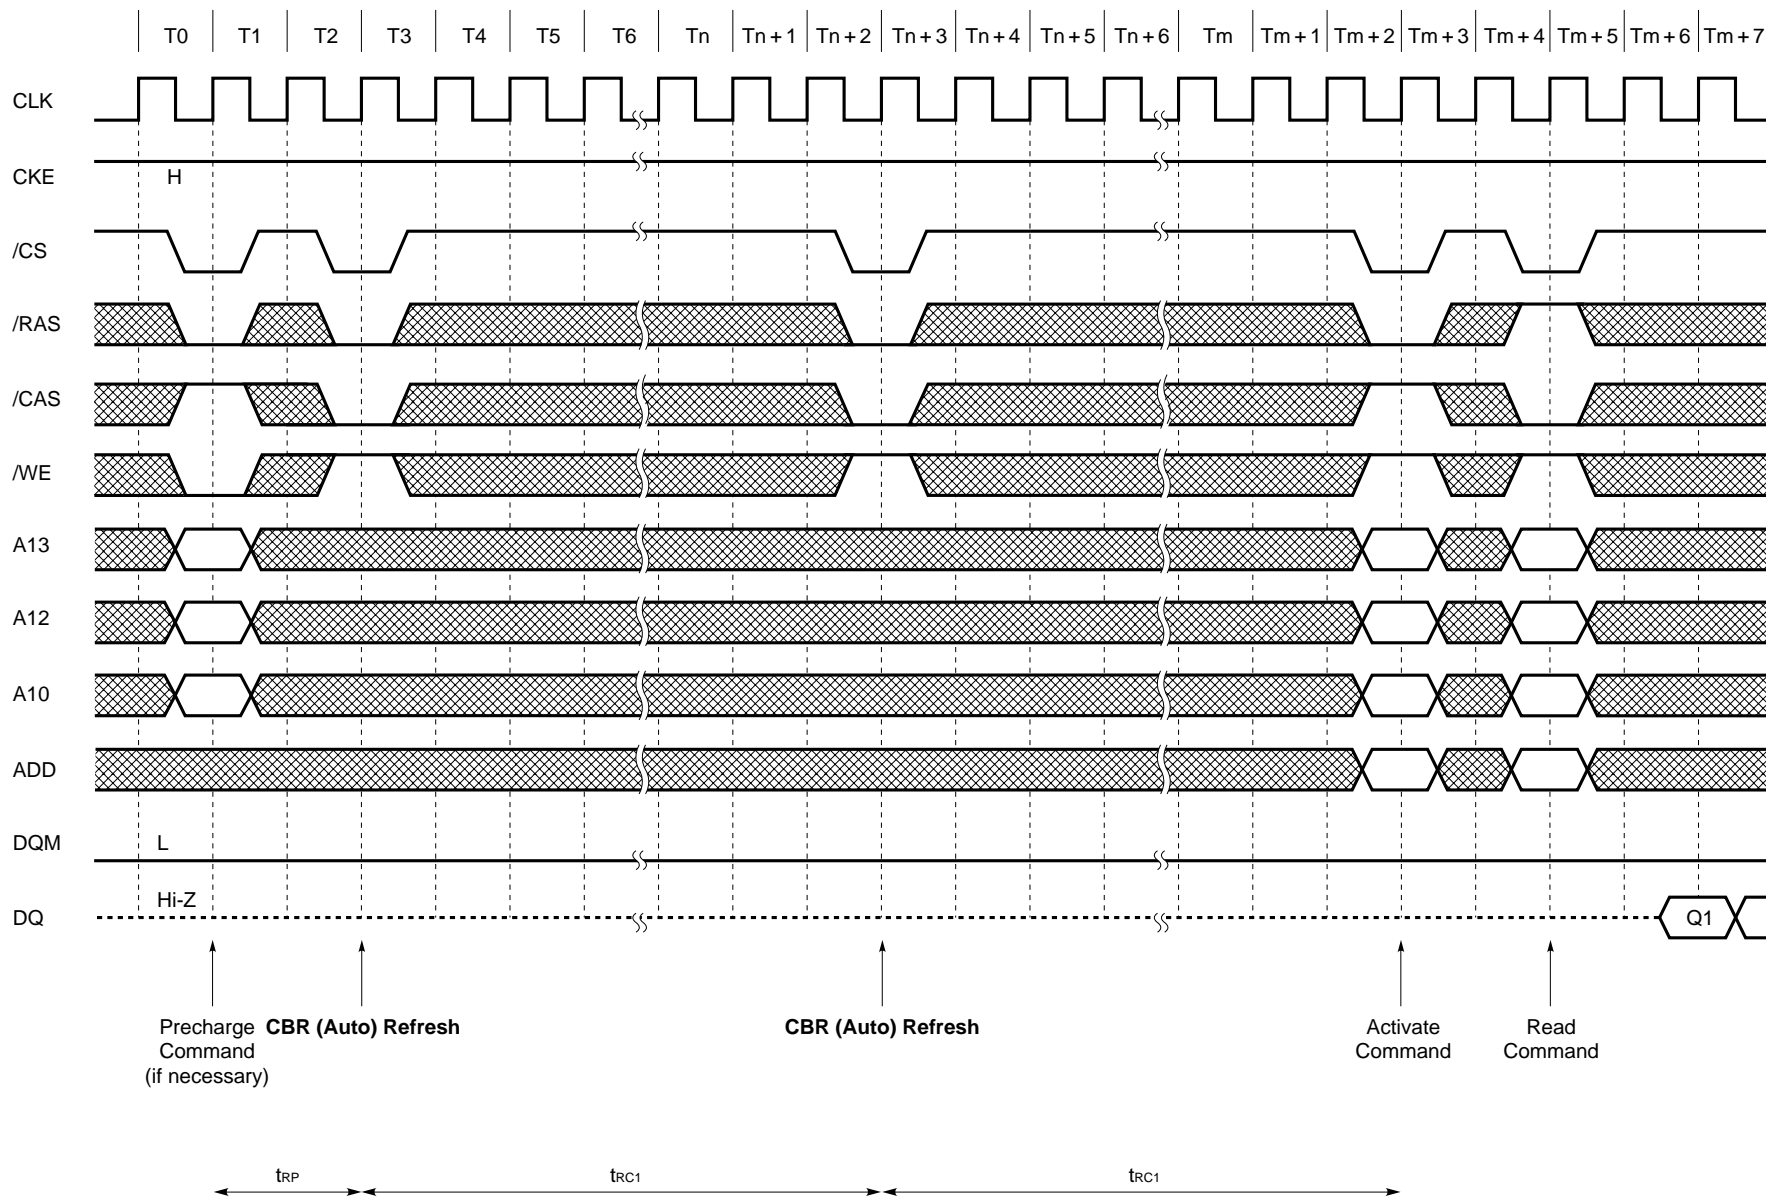 T0 T1 T2 T3 T4 T5 T6 Tn Tn + 1 Tn + 2 Tn + 3 Tn + 4 Tn + 5 Tn + 6 Tm Tm + 1 Tm + 2 Tm + 3 Tm + 4 Tm + 5 Tm + 6 Tm + 7
CLK
CKE H
/CS
/RAS
/CAS
/WE
A13
A12
A10
ADD
DQM L
Hi-Z
DQ Q1
Precharge Command (if necessary)
CBR (Auto) Refresh
CBR (Auto) Refresh
Activate Command
Read Command
tRP tRC1 tRC1